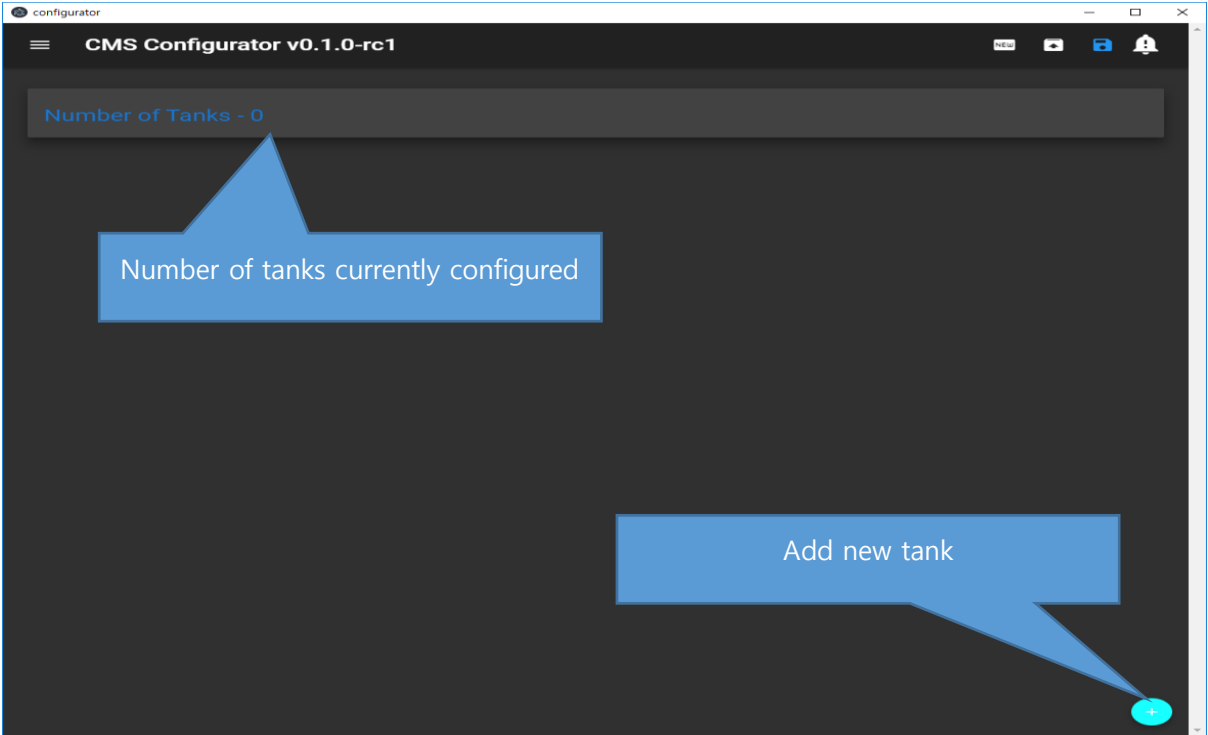 configurator
CMS Configurator v0.1.0-rc1
NEW
Number of Tanks - 0
Number of tanks currently configured
Add new tank